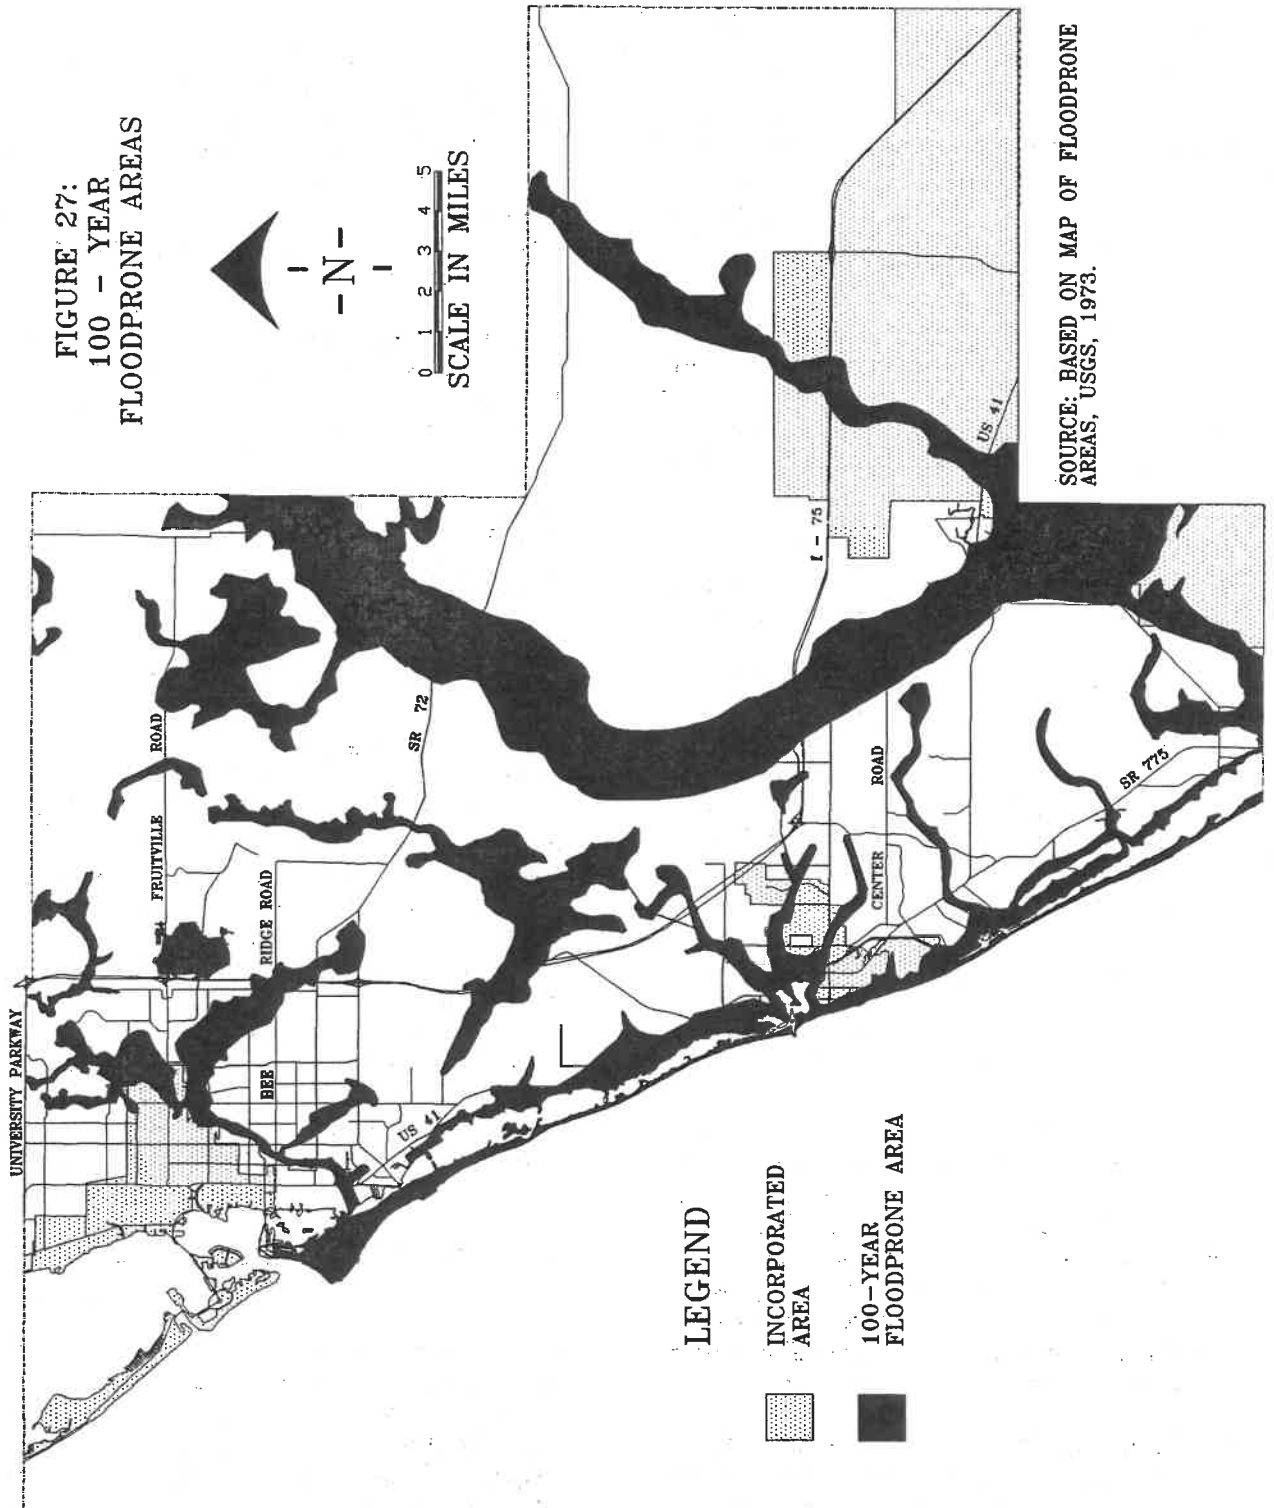 FIGURE 27:
100 - YEAR
FLOODPRONE AREAS
-N-
0 1 2 3 4 5
SCALE IN MILES
UNIVERSITY PARKWAY
FRUITVILLE ROAD
BEE RIDGE ROAD
SR 72
US 41
I - 75
US 41
CENTER ROAD
SR 775
LEGEND
INCORPORATED
AREA
100-YEAR
FLOODPRONE AREA
SOURCE: BASED ON MAP OF FLOODPRONE
AREAS, USGS, 1973.